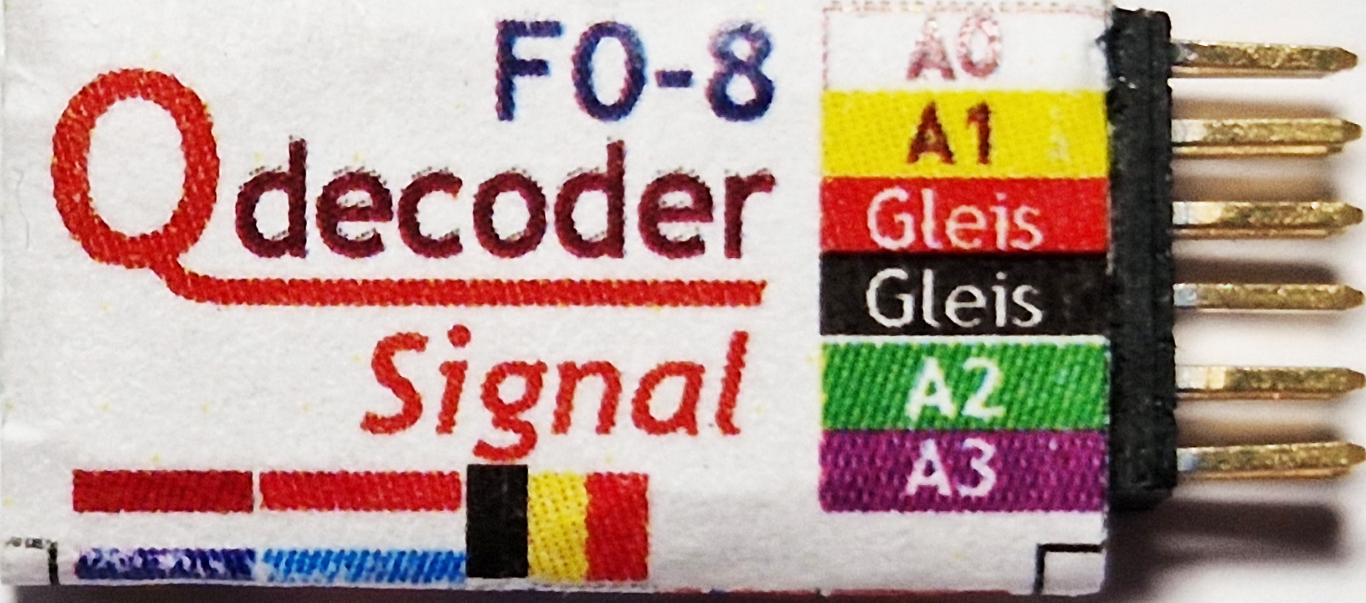 F0-8
Qdecoder
Signal
A0
A1
Gleis
Gleis
A2
A3